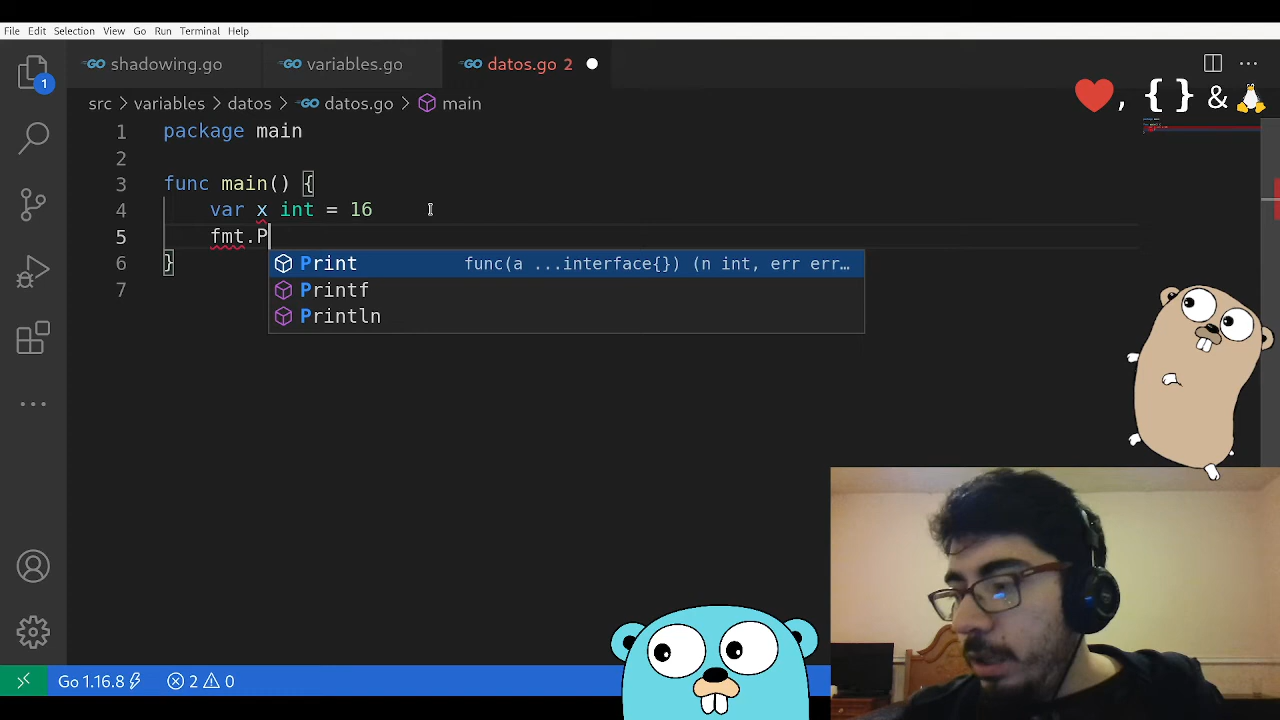 File Edit Selection View Go Run Terminal Help
shadowing.go variables.go datos.go 2
1
src > variables > datos > datos.go > main
, { } &
1 package main
2
3 func main() {
4 var x int = 16
5 fmt.P
Print func(a ...interface{}) (n int, err err…
6 }
Printf
7
Println
Go 1.16.8 2 0